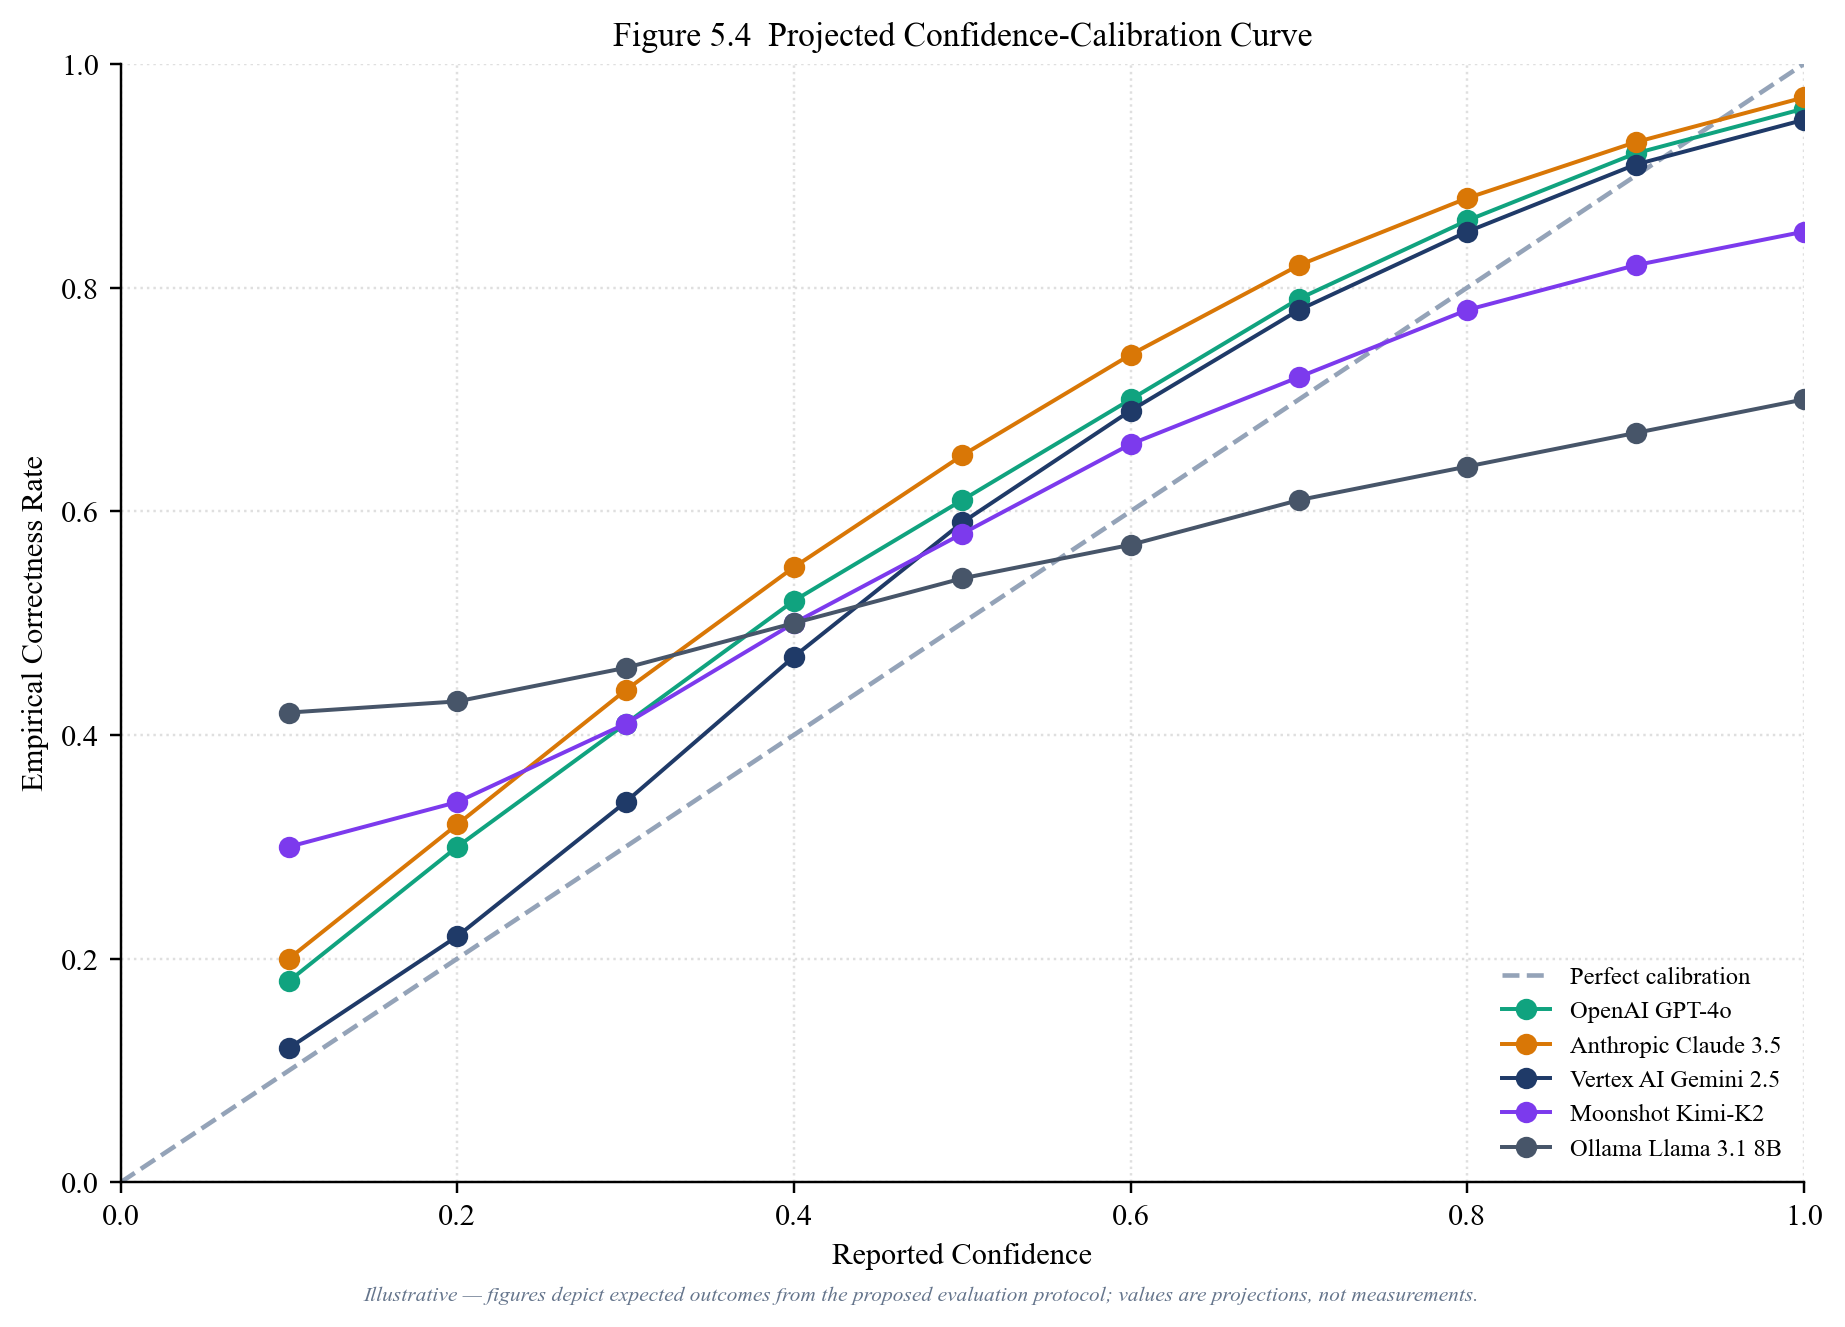 Figure 5.4  Projected Confidence-Calibration Curve
1.0
0.8
0.6
0.4
0.2
0.0
Empirical Correctness Rate
Perfect calibration
OpenAI GPT-4o
Anthropic Claude 3.5
Vertex AI Gemini 2.5
Moonshot Kimi-K2
Ollama Llama 3.1 8B
0.0 0.2 0.4 0.6 0.8 1.0
Reported Confidence
Illustrative — figures depict expected outcomes from the proposed evaluation protocol; values are projections, not measurements.